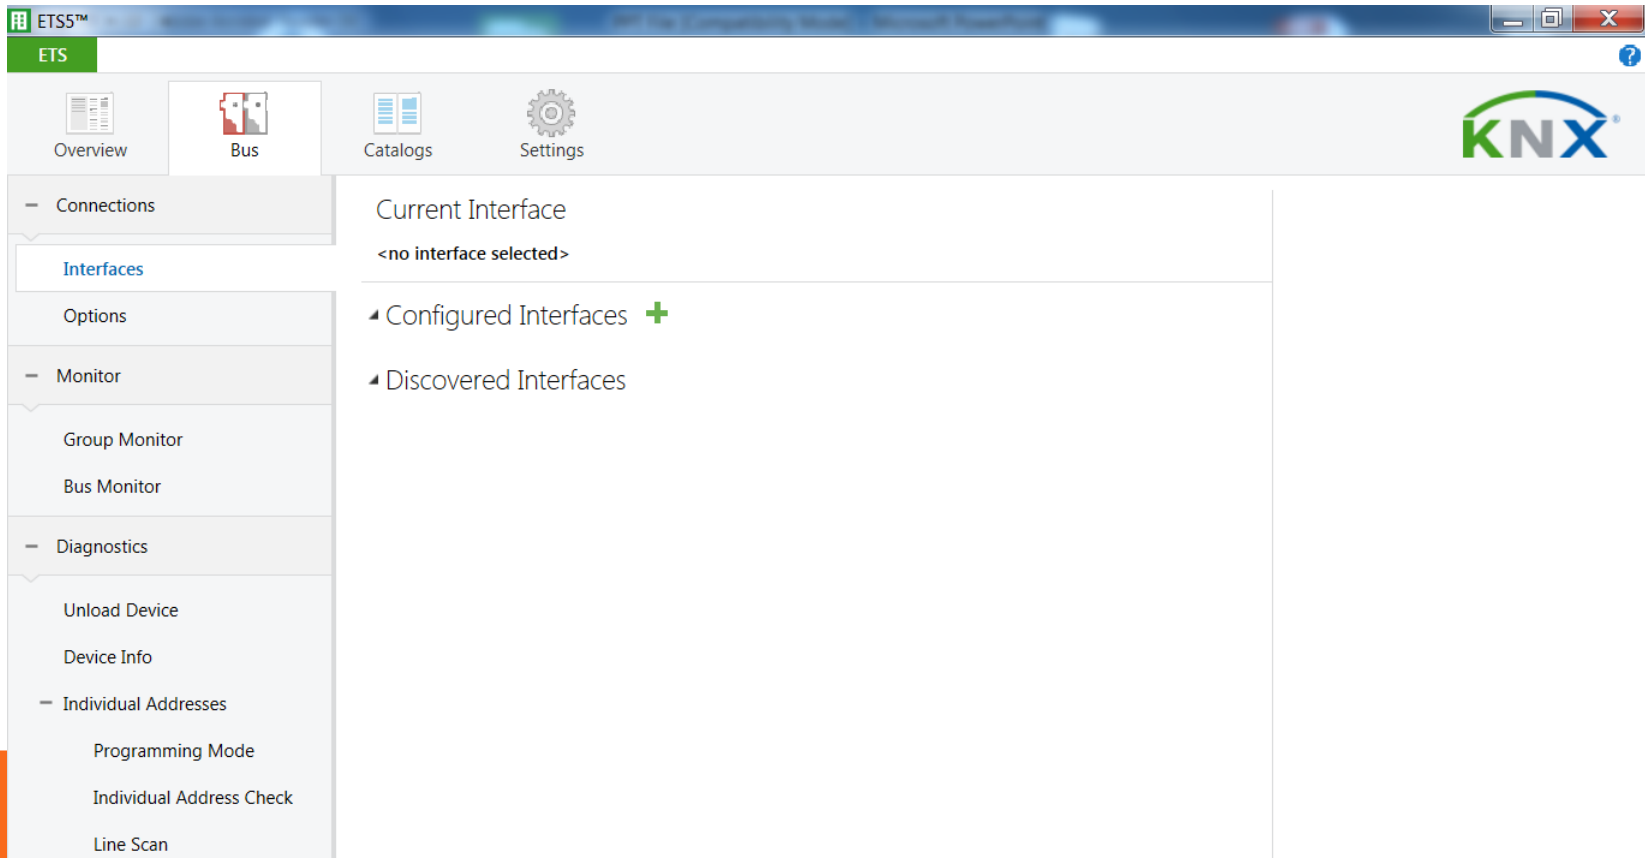 ETS5™
ETS
Overview
Bus
Catalogs
Settings
KNX®
Connections
Interfaces
Options
Monitor
Group Monitor
Bus Monitor
Diagnostics
Unload Device
Device Info
Individual Addresses
Programming Mode
Individual Address Check
Line Scan
Current Interface
<no interface selected>
Configured Interfaces
Discovered Interfaces